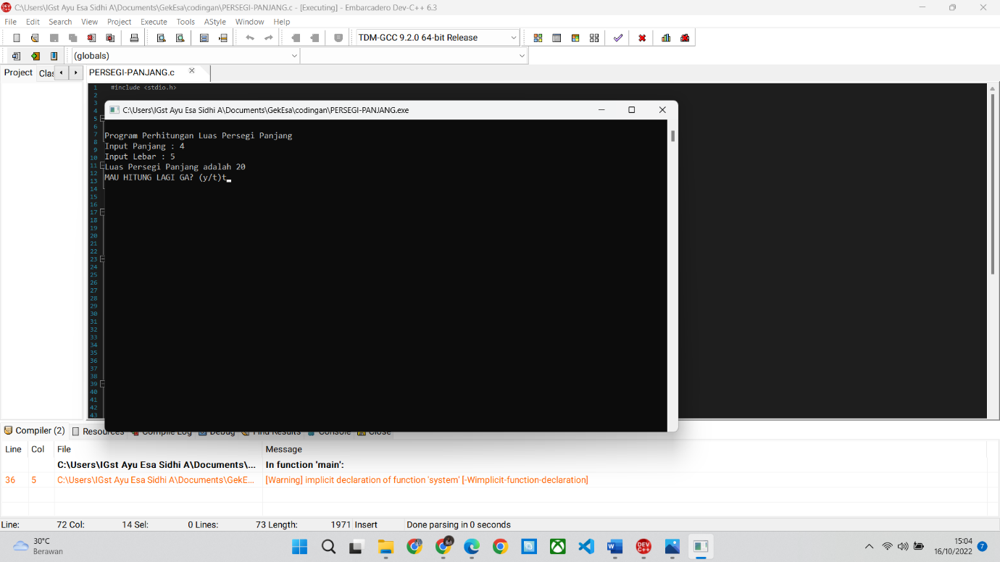 C:\Users\IGst Ayu Esa Sidhi A\Documents\GekEsa\codingan\PERSEGI-PANJANG.c - [Executing] - Embarcadero Dev-C++ 6.3
File Edit Search View Project Execute Tools AStyle Window Help
TDM-GCC 9.2.0 64-bit Release
(globals)
Project Clas PERSEGI-PANJANG.c
1 #include <stdio.h>
2
3
4
5
6
7
8
9
10
11
12
13
14
15
16
17
18
19
20
21
22
23
24
25
26
27
28
29
30
31
32
33
34
35
36
37
38
39
40
41
42
43
C:\Users\IGst Ayu Esa Sidhi A\Documents\GekEsa\codingan\PERSEGI-PANJANG.exe
Program Perhitungan Luas Persegi Panjang
Input Panjang : 4
Input Lebar : 5
Luas Persegi Panjang adalah 20
MAU HITUNG LAGI GA? (y/t)t
Compiler (2) Resources Compile Log Debug Find Results Console Close
Line Col File Message
C:\Users\IGst Ayu Esa Sidhi A\Documents\... In function 'main':
36 5 C:\Users\IGst Ayu Esa Sidhi A\Documents\GekE... [Warning] implicit declaration of function 'system' [-Wimplicit-function-declaration]
Line: 72 Col: 14 Sel: 0 Lines: 73 Length: 1971 Insert Done parsing in 0 seconds
30°C
Berawan
15:04
16/10/2022
7